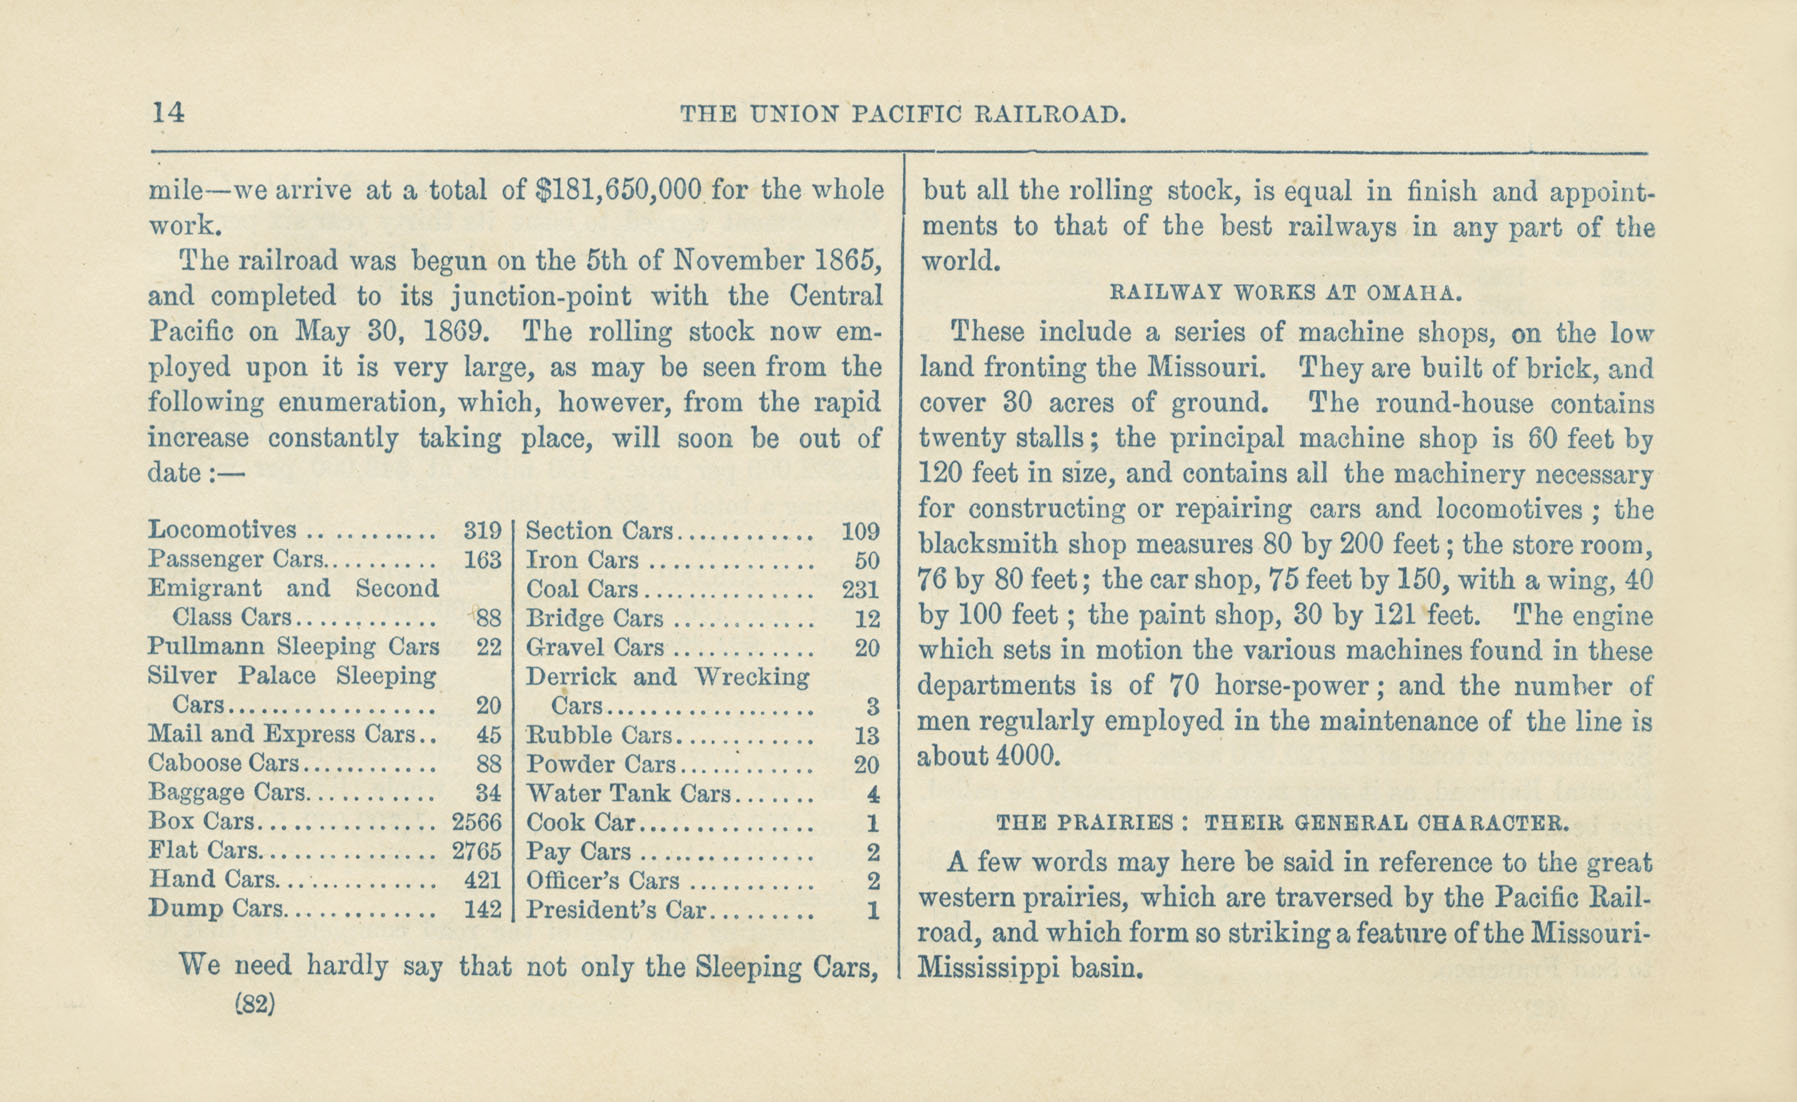 14
THE UNION PACIFIC RAILROAD.
mile—we arrive at a total of $181,650,000 for the whole
work.
The railroad was begun on the 5th of November 1865,
and completed to its junction-point with the Central
Pacific on May 30, 1869. The rolling stock now em-
ployed upon it is very large, as may be seen from the
following enumeration, which, however, from the rapid
increase constantly taking place, will soon be out of
date :—
Locomotives ............ 319
Passenger Cars.......... 163
Emigrant and Second
Class Cars............ 88
Pullmann Sleeping Cars 22
Silver Palace Sleeping
Cars.................. 20
Mail and Express Cars.. 45
Caboose Cars............ 88
Baggage Cars............ 34
Box Cars................ 2566
Flat Cars................ 2765
Hand Cars.............. 421
Dump Cars.............. 142
Section Cars............. 109
Iron Cars ............... 50
Coal Cars................ 231
Bridge Cars ............. 12
Gravel Cars ............. 20
Derrick and Wrecking
Cars................... 3
Rubble Cars............. 13
Powder Cars............. 20
Water Tank Cars....... 4
Cook Car................ 1
Pay Cars ................ 2
Officer's Cars ........... 2
President's Car......... 1
We need hardly say that not only the Sleeping Cars,
(82)
but all the rolling stock, is equal in finish and appoint-
ments to that of the best railways in any part of the
world.
RAILWAY WORKS AT OMAHA.
These include a series of machine shops, on the low
land fronting the Missouri. They are built of brick, and
cover 30 acres of ground. The round-house contains
twenty stalls ; the principal machine shop is 60 feet by
120 feet in size, and contains all the machinery necessary
for constructing or repairing cars and locomotives ; the
blacksmith shop measures 80 by 200 feet ; the store room,
76 by 80 feet ; the car shop, 75 feet by 150, with a wing, 40
by 100 feet ; the paint shop, 30 by 121 feet. The engine
which sets in motion the various machines found in these
departments is of 70 horse-power ; and the number of
men regularly employed in the maintenance of the line is
about 4000.
THE PRAIRIES : THEIR GENERAL CHARACTER.
A few words may here be said in reference to the great
western prairies, which are traversed by the Pacific Rail-
road, and which form so striking a feature of the Missouri-
Mississippi basin.